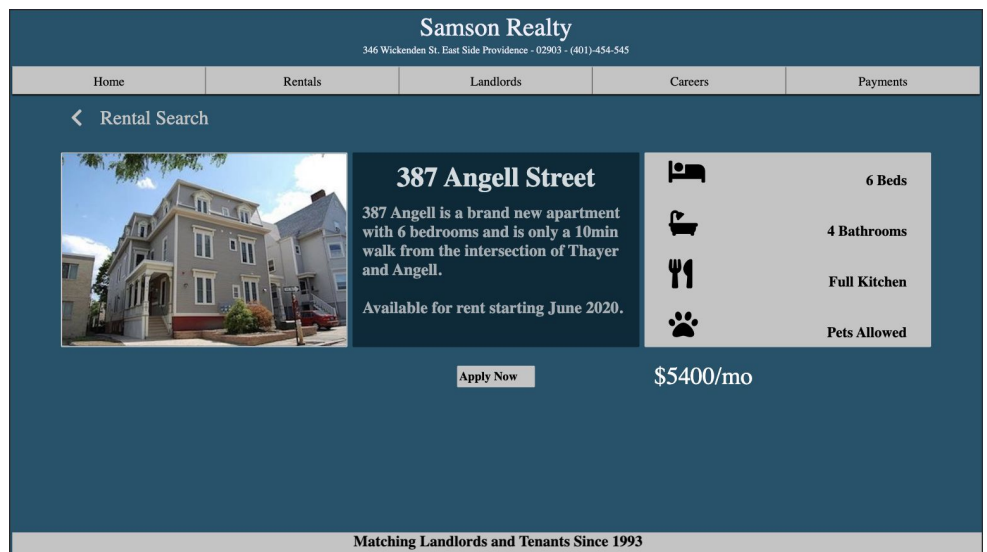 Samson Realty
346 Wickenden St. East Side Providence - 02903 - (401)-454-545
Home
Rentals
Landlords
Careers
Payments
Rental Search
387 Angell Street
387 Angell is a brand new apartment
with 6 bedrooms and is only a 10min
walk from the intersection of Thayer
and Angell.
Available for rent starting June 2020.
6 Beds
4 Bathrooms
Full Kitchen
Pets Allowed
Apply Now
$5400/mo
Matching Landlords and Tenants Since 1993